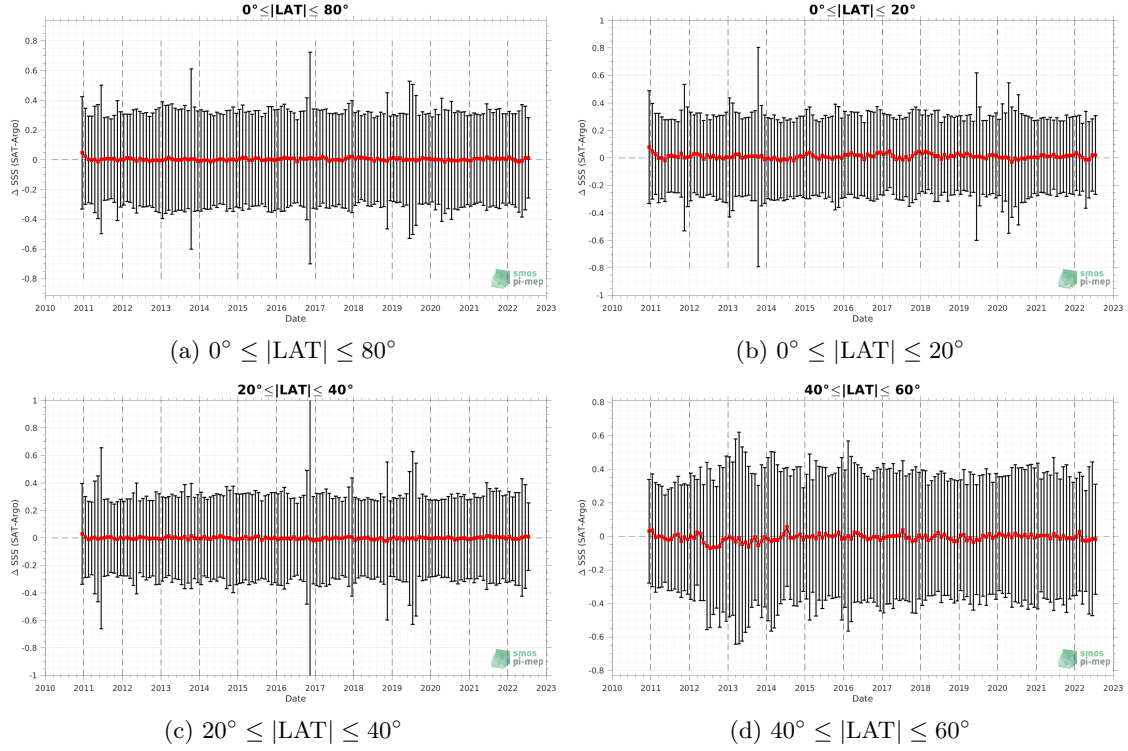 0°≤|LAT|≤ 80°
Δ SSS (SAT-Argo)
0.8
0.6
0.4
0.2
0
-0.2
-0.4
-0.6
-0.8
2010 2011 2012 2013 2014 2015 2016 2017 2018 2019 2020 2021 2022 2023
Date
smos
pi-mep
(a) 0° ≤ |LAT| ≤ 80°
0°≤|LAT|≤ 20°
Δ SSS (SAT-Argo)
1
0.8
0.6
0.4
0.2
0
-0.2
-0.4
-0.6
-0.8
-1
2010 2011 2012 2013 2014 2015 2016 2017 2018 2019 2020 2021 2022 2023
Date
smos
pi-mep
(b) 0° ≤ |LAT| ≤ 20°
20°≤|LAT|≤ 40°
Δ SSS (SAT-Argo)
1
0.8
0.6
0.4
0.2
0
-0.2
-0.4
-0.6
-0.8
-1
2010 2011 2012 2013 2014 2015 2016 2017 2018 2019 2020 2021 2022 2023
Date
smos
pi-mep
(c) 20° ≤ |LAT| ≤ 40°
40°≤|LAT|≤ 60°
Δ SSS (SAT-Argo)
0.8
0.6
0.4
0.2
0
-0.2
-0.4
-0.6
-0.8
2010 2011 2012 2013 2014 2015 2016 2017 2018 2019 2020 2021 2022 2023
Date
smos
pi-mep
(d) 40° ≤ |LAT| ≤ 60°